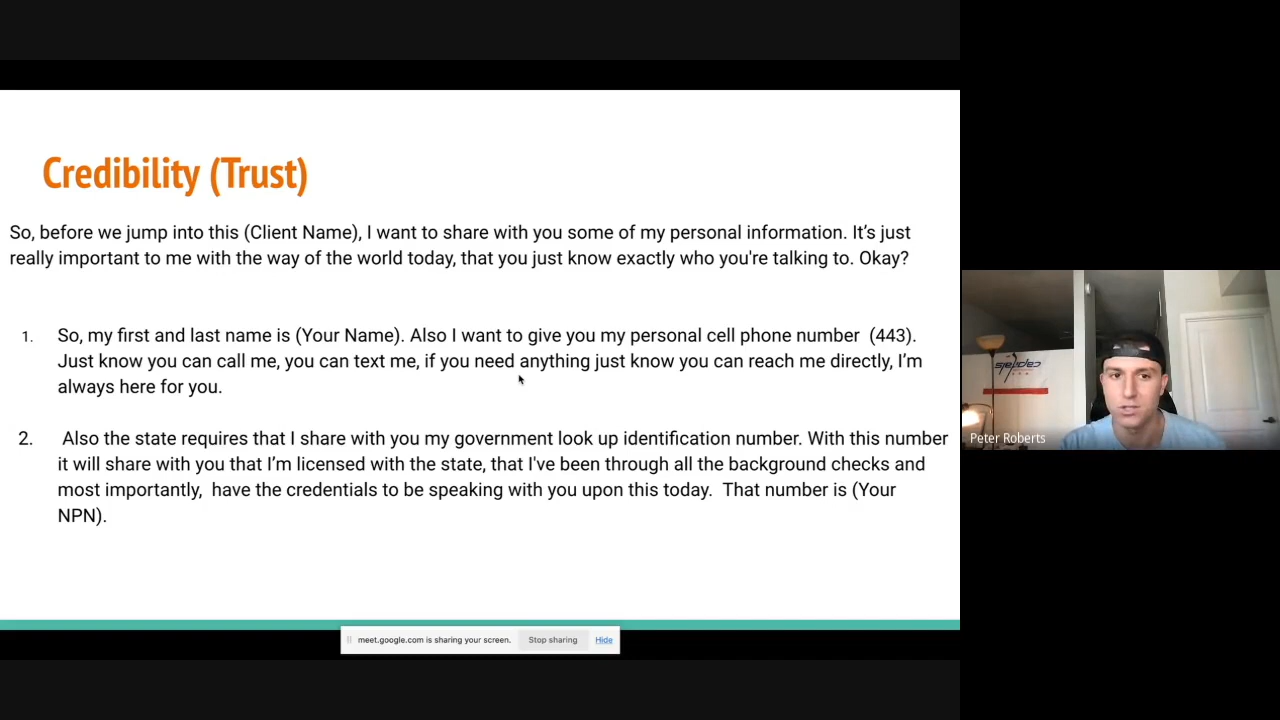 Credibility (Trust)
So, before we jump into this (Client Name), I want to share with you some of my personal information. It’s just
really important to me with the way of the world today, that you just know exactly who you're talking to. Okay?
1. So, my first and last name is (Your Name). Also I want to give you my personal cell phone number (443).
Just know you can call me, you can text me, if you need anything just know you can reach me directly, I’m
always here for you.
2. Also the state requires that I share with you my government look up identification number. With this number
it will share with you that I’m licensed with the state, that I've been through all the background checks and
most importantly, have the credentials to be speaking with you upon this today. That number is (Your
NPN).
meet.google.com is sharing your screen. Stop sharing Hide
capitals
Peter Roberts